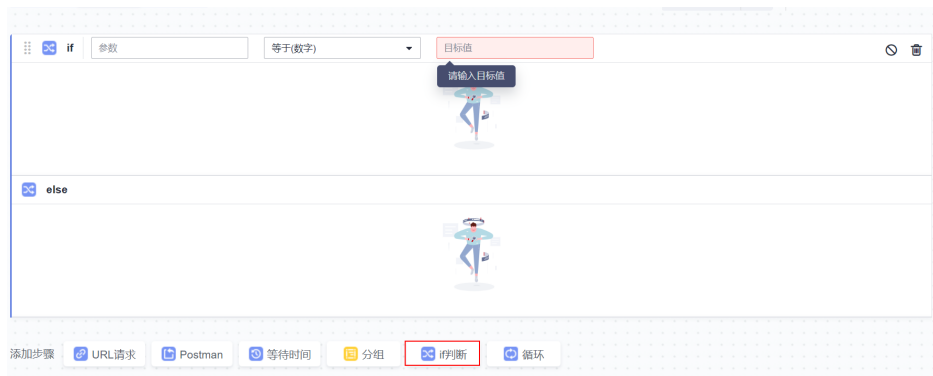 if 参数 等于(数字) 目标值
请输入目标值
else
添加步骤 URL请求 Postman 等待时间 分组 if判断 循环